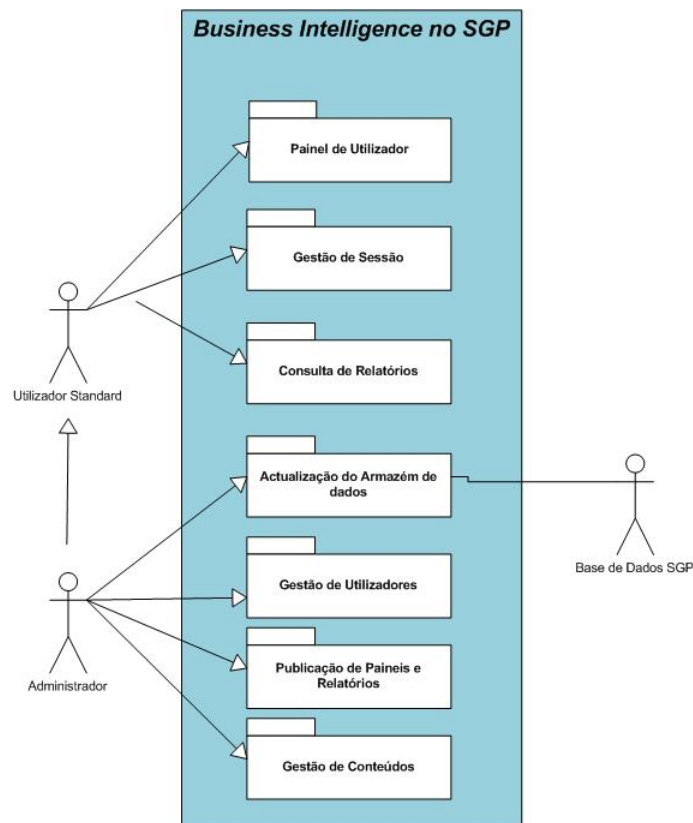 Business Intelligence no SGP
Painel de Utilizador
Gestão de Sessão
Utilizador Standard
Consulta de Relatórios
Actualização do Armazém de
dados
Base de Dados SGP
Gestão de Utilizadores
Administrador
Publicação de Paineis e
Relatórios
Gestão de Conteúdos